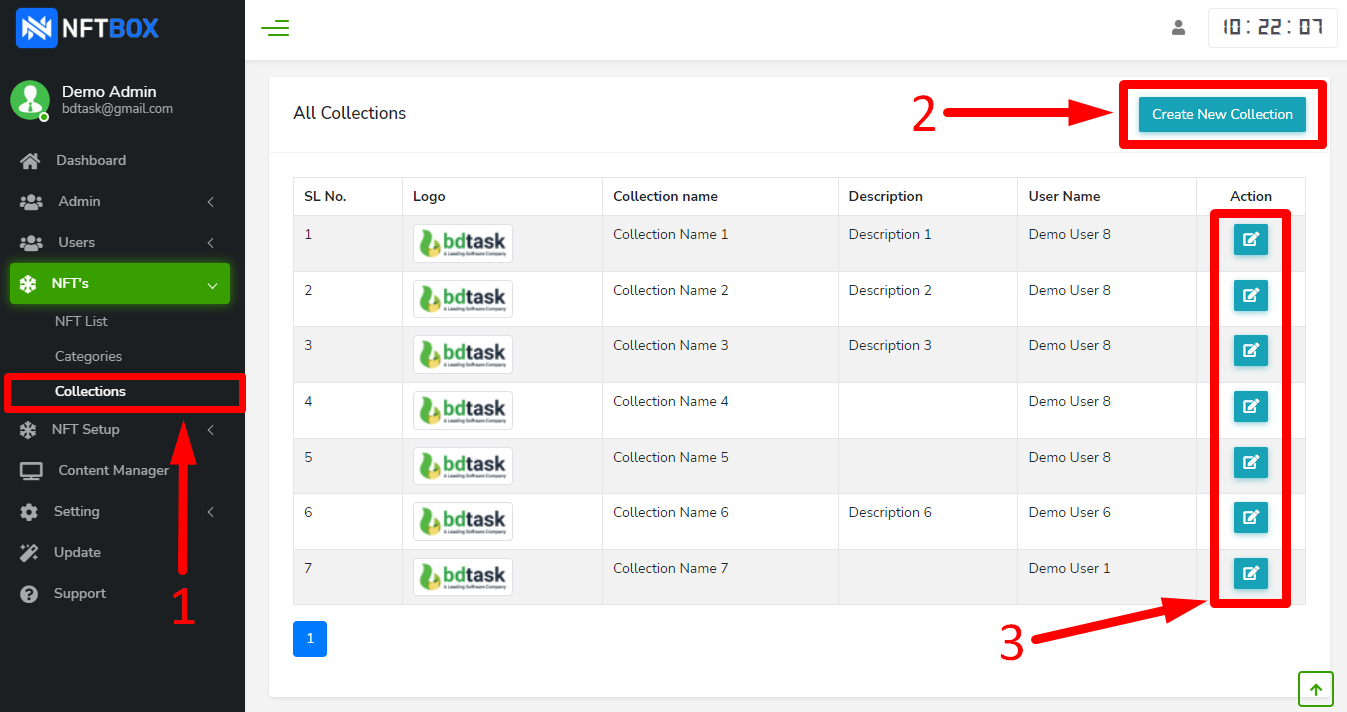 NFTBOX
10:22:07
Demo Admin
bdtask@gmail.com
Dashboard
Admin
Users
NFT's
NFT List
Categories
Collections
NFT Setup
Content Manager
Setting
Update
Support
1
All Collections
2
Create New Collection
SL No. Logo Collection name Description User Name Action
1 bdtask Collection Name 1 Description 1 Demo User 8
A Leading Software Company
2 bdtask Collection Name 2 Description 2 Demo User 8
A Leading Software Company
3 bdtask Collection Name 3 Description 3 Demo User 8
A Leading Software Company
4 bdtask Collection Name 4 Demo User 8
A Leading Software Company
5 bdtask Collection Name 5 Demo User 8
A Leading Software Company
6 bdtask Collection Name 6 Description 6 Demo User 6
A Leading Software Company
7 bdtask Collection Name 7 Demo User 1
A Leading Software Company
1
3